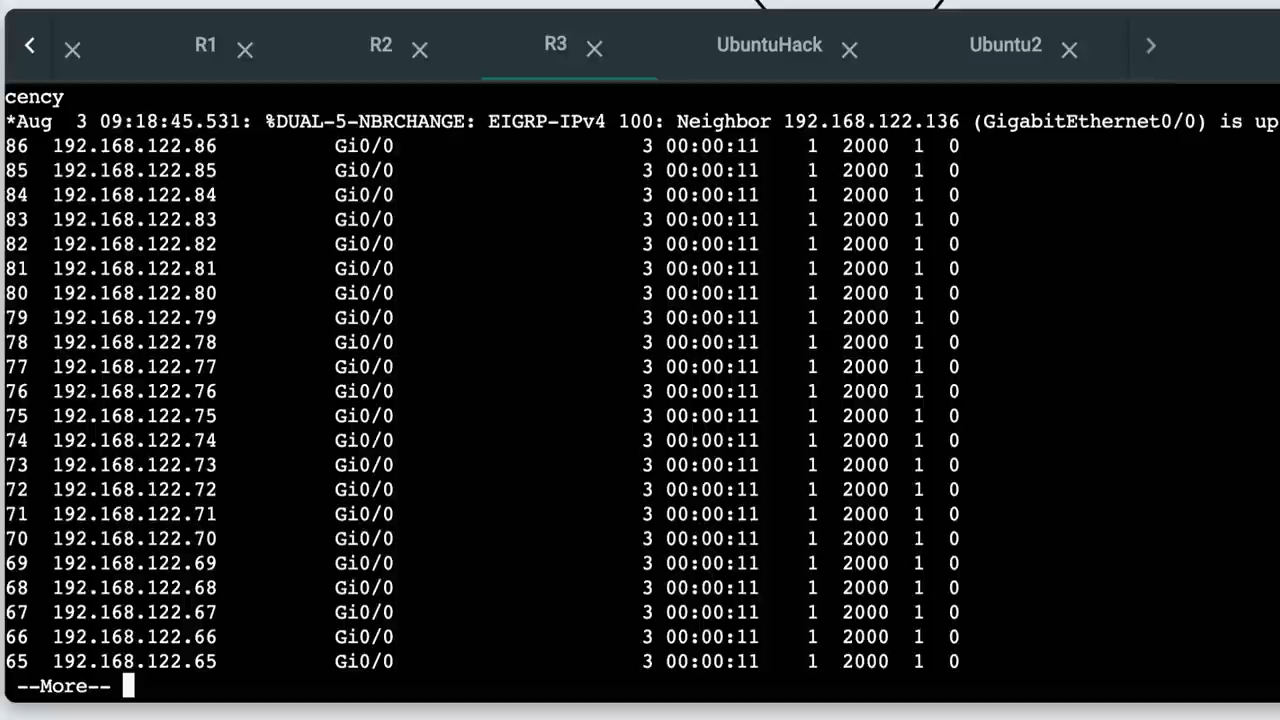 R1 R2 R3 UbuntuHack Ubuntu2
cency
*Aug  3 09:18:45.531: %DUAL-5-NBRCHANGE: EIGRP-IPv4 100: Neighbor 192.168.122.136 (GigabitEthernet0/0) is up
86 192.168.122.86 Gi0/0 3 00:00:11 1 2000 1 0
85 192.168.122.85 Gi0/0 3 00:00:11 1 2000 1 0
84 192.168.122.84 Gi0/0 3 00:00:11 1 2000 1 0
83 192.168.122.83 Gi0/0 3 00:00:11 1 2000 1 0
82 192.168.122.82 Gi0/0 3 00:00:11 1 2000 1 0
81 192.168.122.81 Gi0/0 3 00:00:11 1 2000 1 0
80 192.168.122.80 Gi0/0 3 00:00:11 1 2000 1 0
79 192.168.122.79 Gi0/0 3 00:00:11 1 2000 1 0
78 192.168.122.78 Gi0/0 3 00:00:11 1 2000 1 0
77 192.168.122.77 Gi0/0 3 00:00:11 1 2000 1 0
76 192.168.122.76 Gi0/0 3 00:00:11 1 2000 1 0
75 192.168.122.75 Gi0/0 3 00:00:11 1 2000 1 0
74 192.168.122.74 Gi0/0 3 00:00:11 1 2000 1 0
73 192.168.122.73 Gi0/0 3 00:00:11 1 2000 1 0
72 192.168.122.72 Gi0/0 3 00:00:11 1 2000 1 0
71 192.168.122.71 Gi0/0 3 00:00:11 1 2000 1 0
70 192.168.122.70 Gi0/0 3 00:00:11 1 2000 1 0
69 192.168.122.69 Gi0/0 3 00:00:11 1 2000 1 0
68 192.168.122.68 Gi0/0 3 00:00:11 1 2000 1 0
67 192.168.122.67 Gi0/0 3 00:00:11 1 2000 1 0
66 192.168.122.66 Gi0/0 3 00:00:11 1 2000 1 0
65 192.168.122.65 Gi0/0 3 00:00:11 1 2000 1 0
--More--